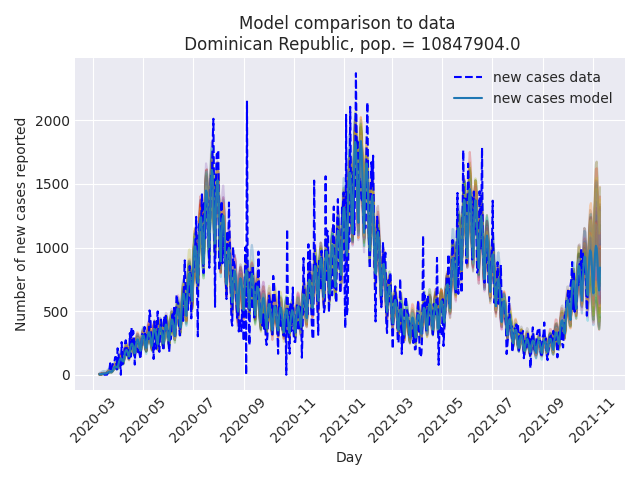 Model comparison to data
Dominican Republic, pop. = 10847904.0
Number of new cases reported
2000
1500
1000
500
0
new cases data
new cases model
2020-03
2020-05
2020-07
2020-09
2020-11
2021-01
2021-03
2021-05
2021-07
2021-09
2021-11
Day